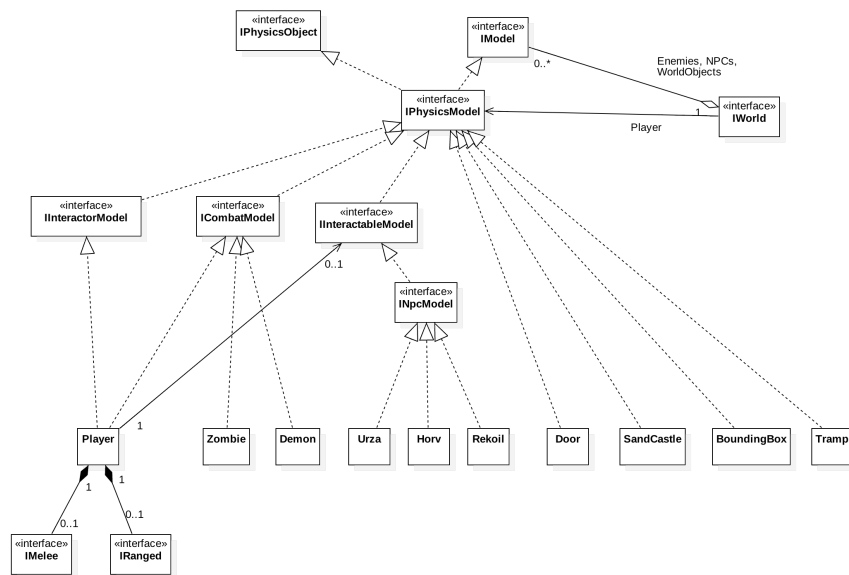 «interface»
IPhysicsObject
«interface»
IModel
0..*
Enemies, NPCs,
WorldObjects
«interface»
IPhysicsModel
«interface»
IWorld
1
Player
«interface»
IInteractorModel
«interface»
ICombatModel
«interface»
IInteractableModel
0..1
«interface»
INpcModel
1
Player
Zombie
Demon
Urza
Horv
Rekoil
Door
SandCastle
BoundingBox
Tramp
1
1
0..1
0..1
«interface»
IMelee
«interface»
IRanged